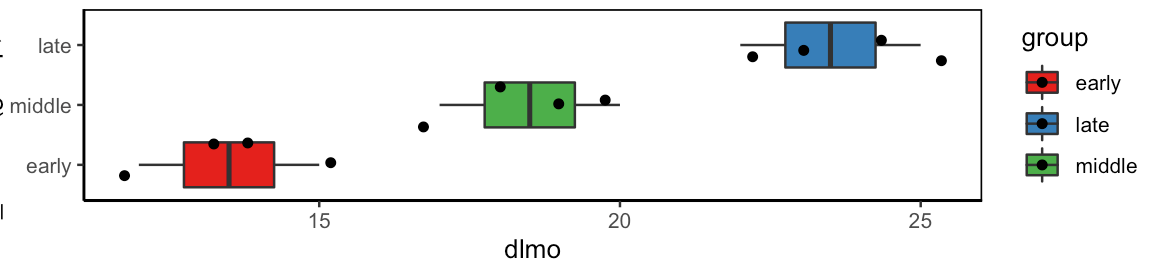 late
middle
early
15 20 25
dlmo
group
early
late
middle